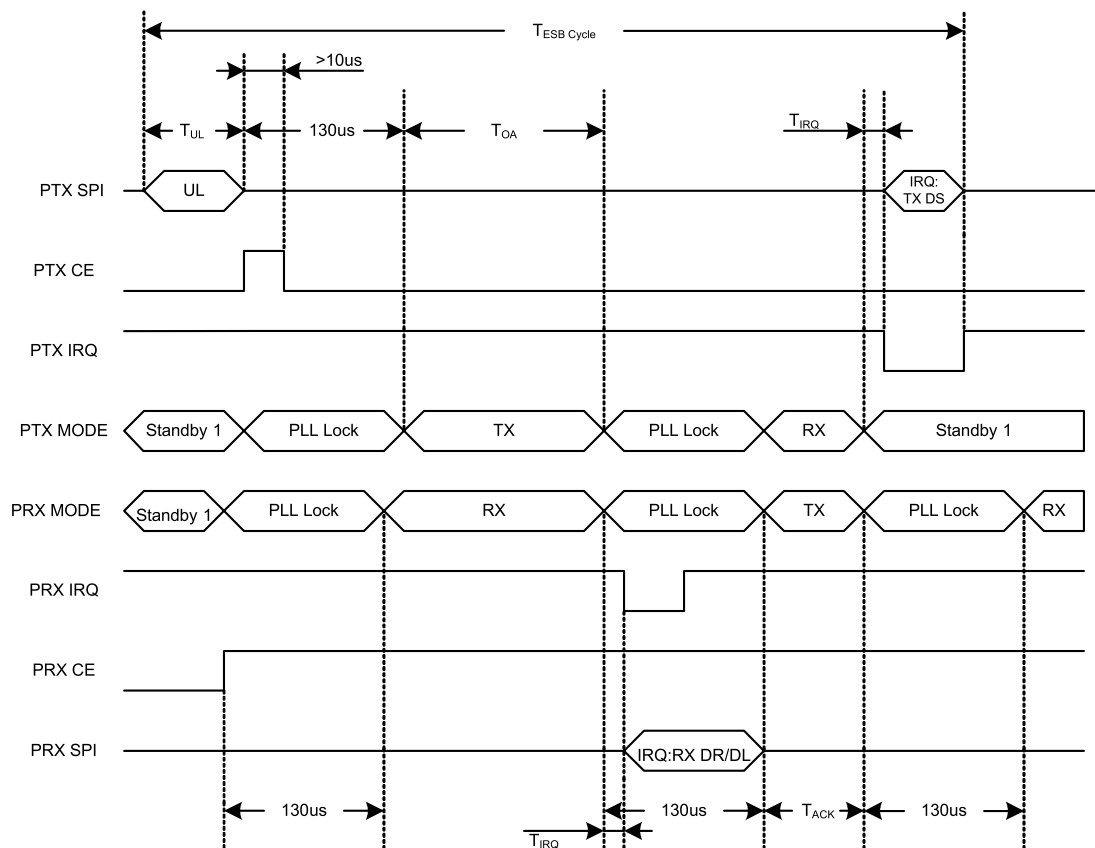 TESB Cycle
>10us
TUL 130us TOA TIRQ
PTX SPI UL IRQ:
TX DS
PTX CE
PTX IRQ
PTX MODE Standby 1 PLL Lock TX PLL Lock RX Standby 1
PRX MODE Standby 1 PLL Lock RX PLL Lock TX PLL Lock RX
PRX IRQ
PRX CE
PRX SPI IRQ:RX DR/DL
130us 130us TACK 130us
TIRQ